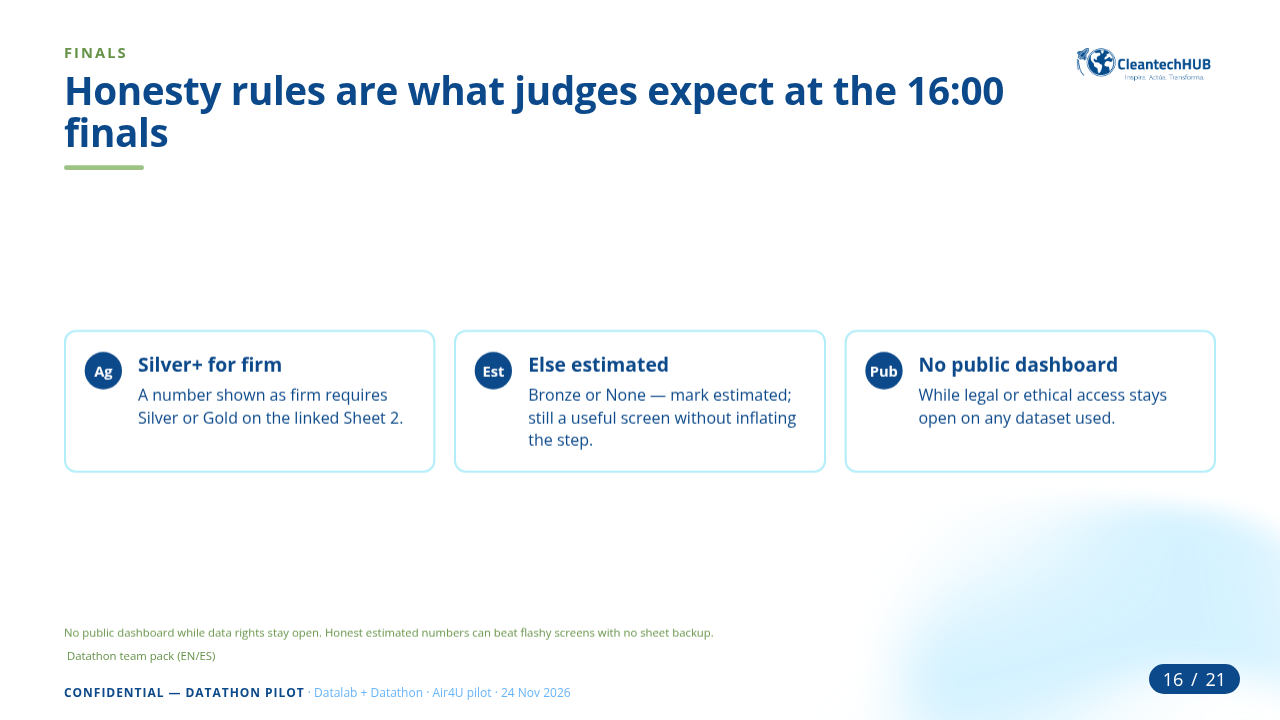 FINALS
Honesty rules are what judges expect at the 16:00
finals
CleantechHUB
Inspira. Actúa. Transforma.
Ag
Silver+ for firm
A number shown as firm requires
Silver or Gold on the linked Sheet 2.
Est
Else estimated
Bronze or None — mark estimated;
still a useful screen without inflating
the step.
Pub
No public dashboard
While legal or ethical access stays
open on any dataset used.
No public dashboard while data rights stay open. Honest estimated numbers can beat flashy screens with no sheet backup.
Datathon team pack (EN/ES)
CONFIDENTIAL — DATATHON PILOT · Datalab + Datathon · Air4U pilot · 24 Nov 2026
16 / 21